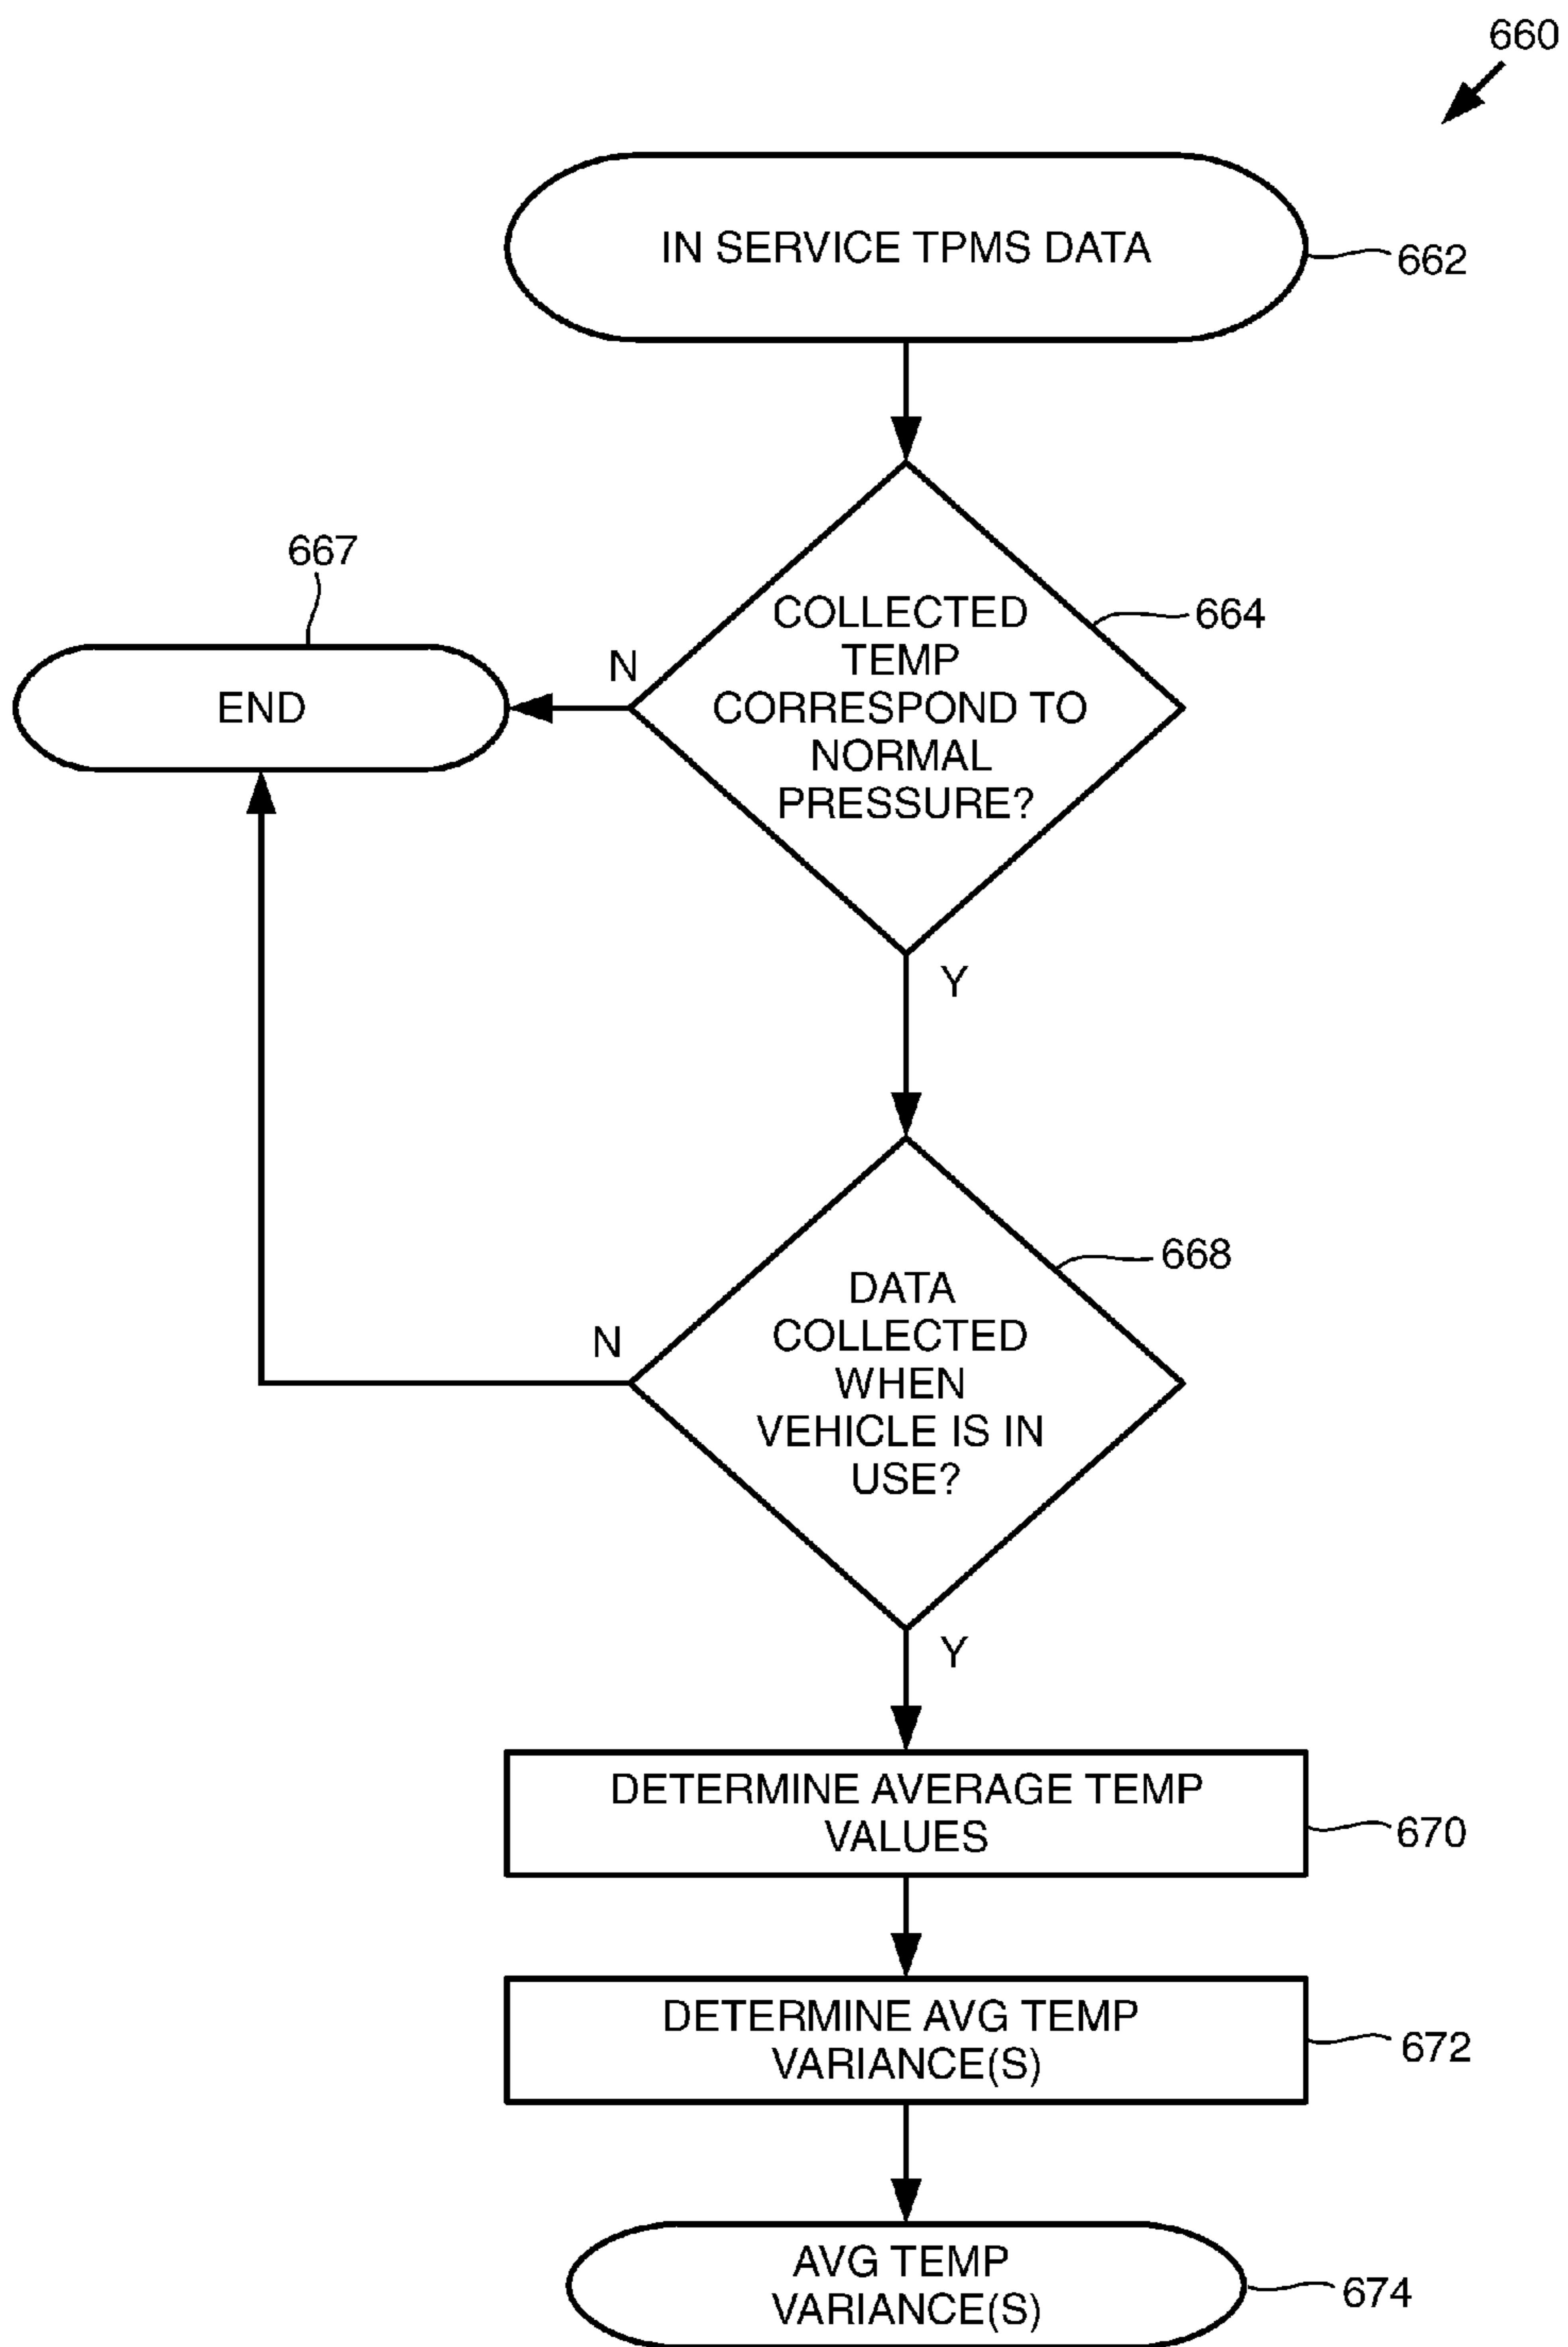 660
IN SERVICE TPMS DATA
662
667
END
N
COLLECTED
TEMP
CORRESPOND TO
NORMAL
PRESSURE?
664
Y
668
DATA
COLLECTED
WHEN
VEHICLE IS IN
USE?
N
Y
DETERMINE AVERAGE TEMP
VALUES
670
DETERMINE AVG TEMP
VARIANCE(S)
672
AVG TEMP
VARIANCE(S)
674